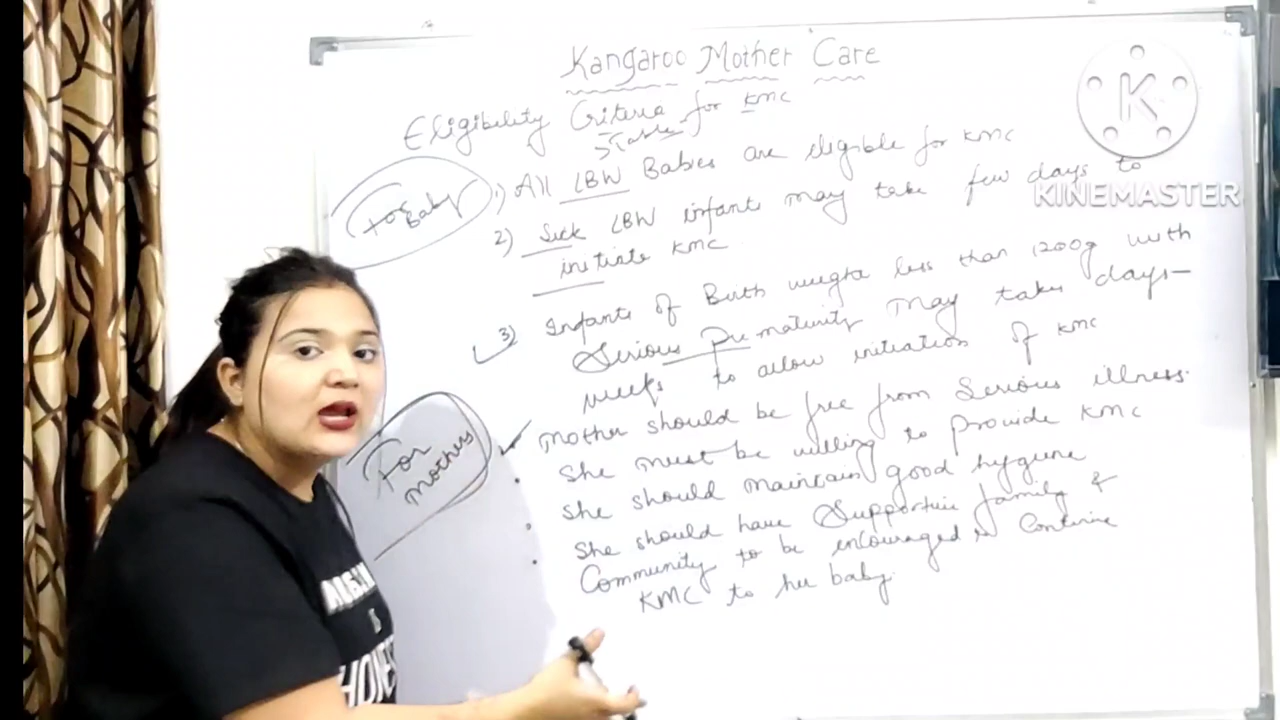 Kangaroo Mother Care
Eligibility Criteria for KMC
→ Stable
For Baby
1) All LBW Babies are eligible for KMC
2) Sick LBW infants may take few days to
initiate KMC
3) Infants of Birth weight less than 1200g with
Serious Prematurity may takes days-
weeks to allow initiation of KMC
For mothers
mother should be free from Serious illness.
She must be willing to provide KMC
She should maintain good hygiene
She should have Supportive family &
Community to be encouraged & Continue
KMC to her baby.
K
KINEMASTER